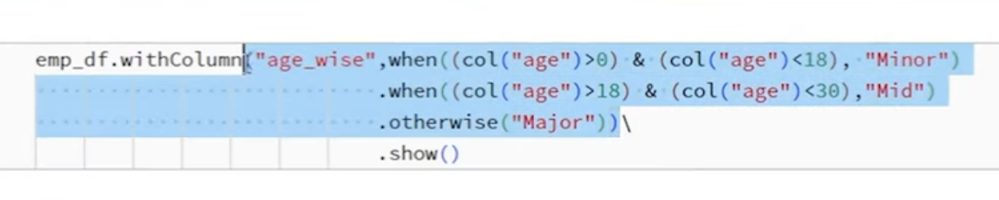 emp_df.withColumn("age_wise",when((col("age")>0) & (col("age")<18), "Minor")
.when((col("age")>18) & (col("age")<30),"Mid")
.otherwise("Major"))\
.show()